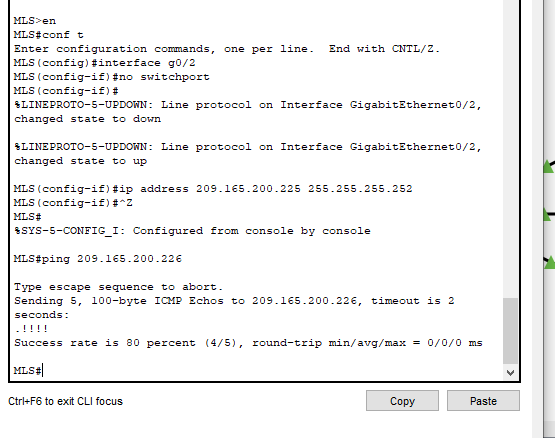 MLS>en
MLS#conf t
Enter configuration commands, one per line.  End with CNTL/Z.
MLS(config)#interface g0/2
MLS(config-if)#no switchport
MLS(config-if)#
%LINEPROTO-5-UPDOWN: Line protocol on Interface GigabitEthernet0/2,
changed state to down
%LINEPROTO-5-UPDOWN: Line protocol on Interface GigabitEthernet0/2,
changed state to up
MLS(config-if)#ip address 209.165.200.225 255.255.255.252
MLS(config-if)#^Z
MLS#
%SYS-5-CONFIG_I: Configured from console by console
MLS#ping 209.165.200.226
Type escape sequence to abort.
Sending 5, 100-byte ICMP Echos to 209.165.200.226, timeout is 2
seconds:
.!!!!
Success rate is 80 percent (4/5), round-trip min/avg/max = 0/0/0 ms
MLS#
Ctrl+F6 to exit CLI focus
Copy
Paste